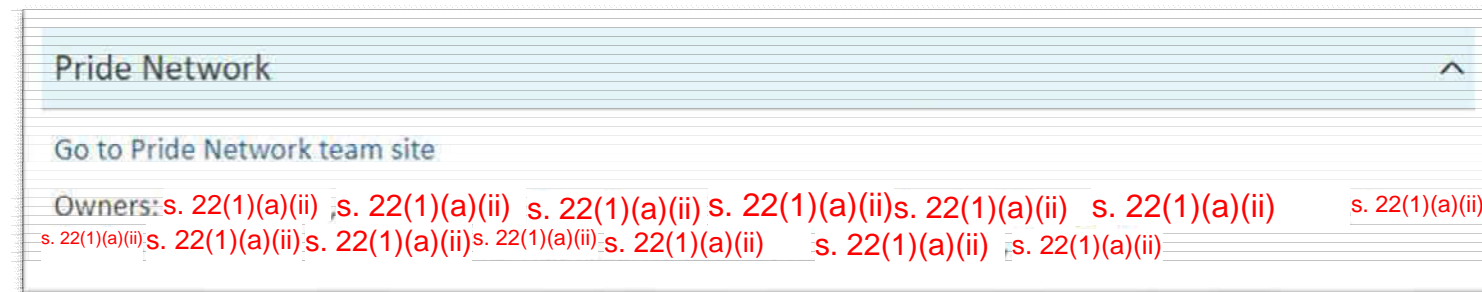 Pride Network
Go to Pride Network team site
Owners: s. 22(1)(a)(ii) ,s. 22(1)(a)(ii) s. 22(1)(a)(ii) s. 22(1)(a)(ii) s. 22(1)(a)(ii) s. 22(1)(a)(ii) s. 22(1)(a)(ii)
s. 22(1)(a)(ii) s. 22(1)(a)(ii) s. 22(1)(a)(ii) s. 22(1)(a)(ii) s. 22(1)(a)(ii) s. 22(1)(a)(ii) , s. 22(1)(a)(ii)